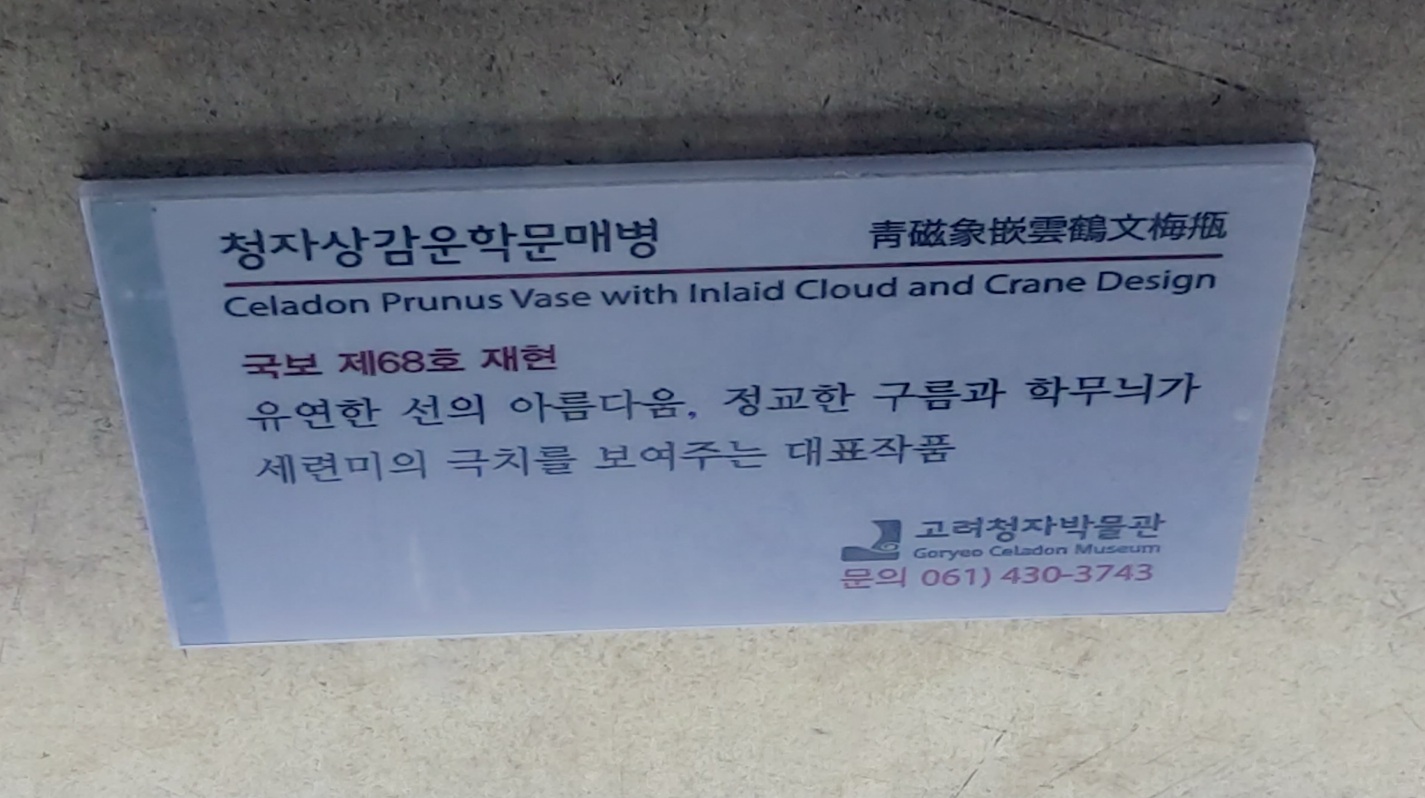 청자상감운학문매병 青磁象嵌雲鶴文梅瓶
Celadon Prunus Vase with Inlaid Cloud and Crane Design
국보 제68호 재현
유연한 선의 아름다움, 정교한 구름과 학무늬가
세련미의 극치를 보여주는 대표작품
고려청자박물관
Goryeo Celadon Museum
문의 061) 430-3743